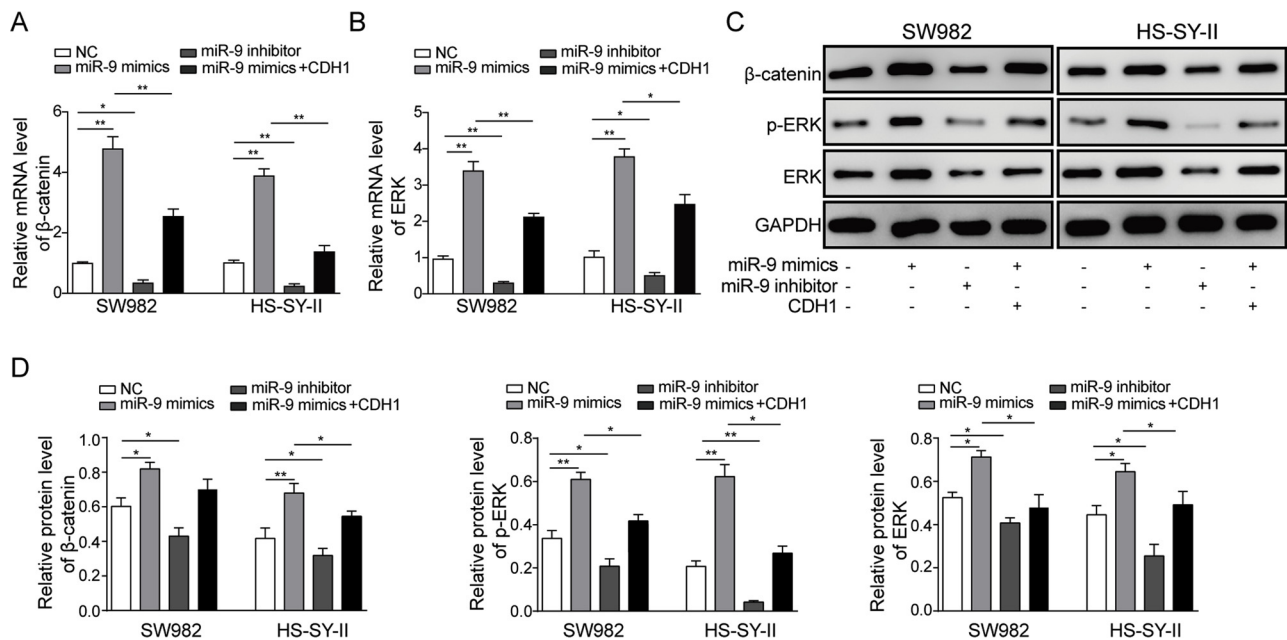 A
NC
miR-9 inhibitor
miR-9 mimics
miR-9 mimics +CDH1
Relative mRNA level
of β-catenin
6
4
2
0
*
**
**
**
**
**
SW982
HS-SY-II
B
NC
miR-9 inhibitor
miR-9 mimics
miR-9 mimics +CDH1
Relative mRNA level
of ERK
5
4
3
2
1
0
**
**
**
*
*
**
SW982
HS-SY-II
C
SW982
HS-SY-II
β-catenin
p-ERK
ERK
GAPDH
miR-9 mimics - + - + - + - +
miR-9 inhibitor - - + - - - + -
CDH1 - - - + - - - +
D
NC
miR-9 inhibitor
miR-9 mimics
miR-9 mimics +CDH1
Relative protein level
of β-catenin
1.0
0.8
0.6
0.4
0.2
0.0
*
*
*
*
**
SW982
HS-SY-II
NC
miR-9 inhibitor
miR-9 mimics
miR-9 mimics +CDH1
Relative protein level
of p-ERK
0.8
0.6
0.4
0.2
0.0
*
*
**
*
**
**
SW982
HS-SY-II
NC
miR-9 inhibitor
miR-9 mimics
miR-9 mimics +CDH1
Relative protein level
of ERK
0.8
0.6
0.4
0.2
0.0
*
*
*
*
*
*
SW982
HS-SY-II